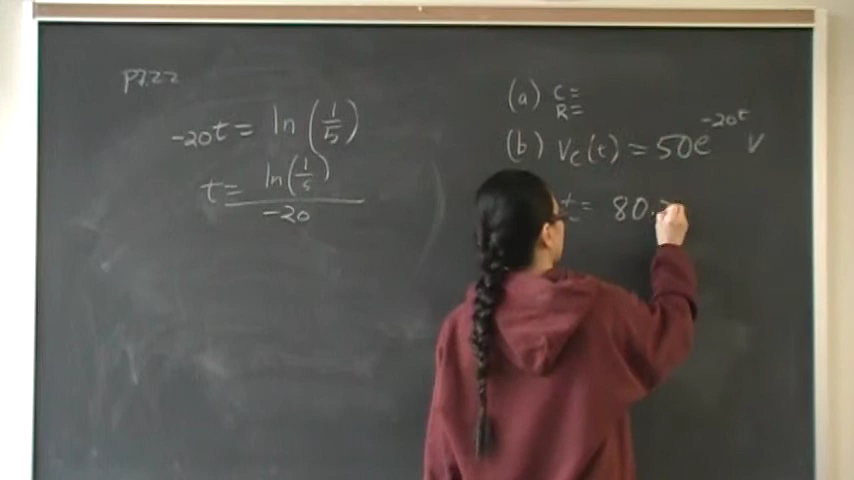 P7.22
-20t = ln(1/5)
t = ln(1/5)/-20
(a) C =
R =
(b) Vc(t) = 50e^-20t V
t = 80.